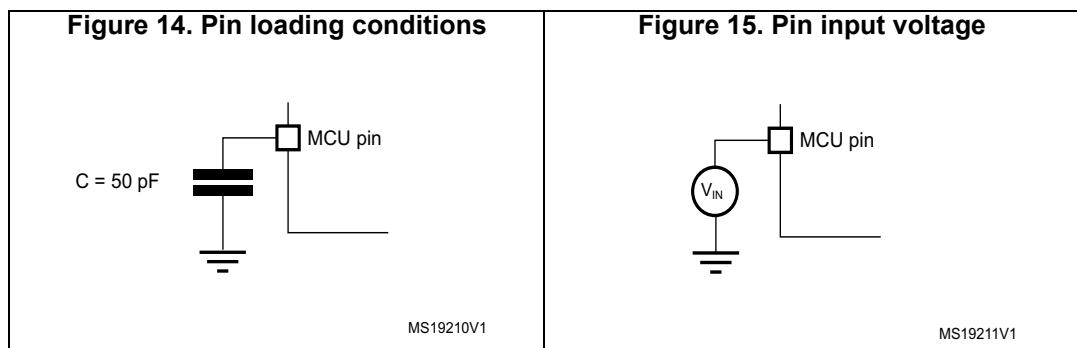 Figure 14. Pin loading conditions
MCU pin
C = 50 pF
MS19210V1
Figure 15. Pin input voltage
MCU pin
VIN
MS19211V1